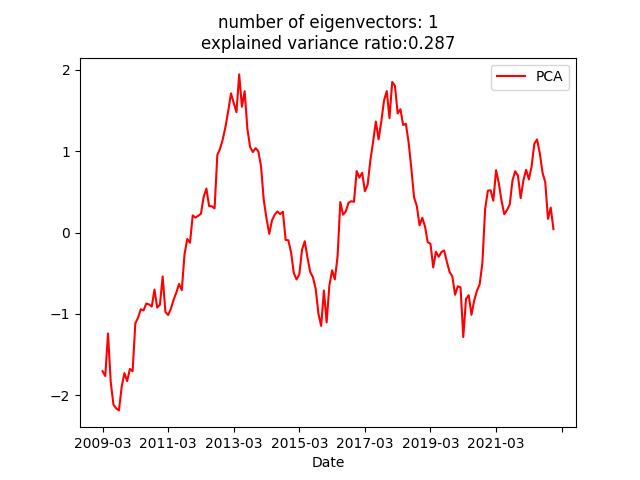 number of eigenvectors: 1
explained variance ratio:0.287
PCA
2
1
0
−1
−2
2009-03 2011-03 2013-03 2015-03 2017-03 2019-03 2021-03
Date